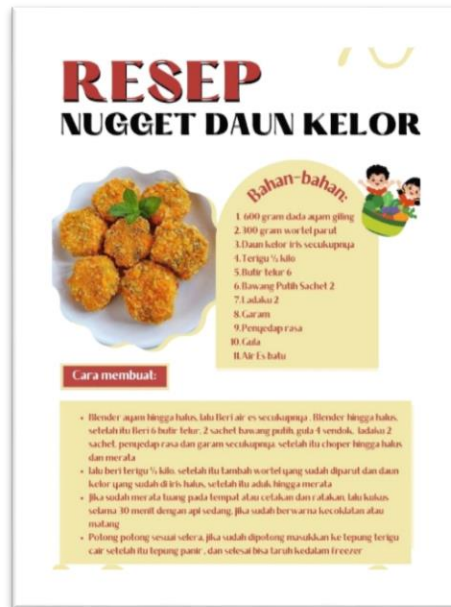 RESEP
NUGGET DAUN KELOR
Bahan-bahan:
1. 600 gram dada ayam giling
2. 300 gram wortel parut
3. Daun kelor iris secukupnya
4. Terigu ½ kilo
5. Butir telur 6
6. Bawang Putih Sachet 2
7. Ladaku 2
8. Garam
9. Penyedap rasa
10. Gula
11. Air Es batu
Cara membuat:
• Blender ayam hingga halus, lalu Beri air es secukupnya . Blender hingga halus,
setelah itu Beri 6 butir telur, 2 sachet bawang putih, gula 4 sendok, ladaku 2
sachet, penyedap rasa dan garam secukupnya, setelah itu choper hingga halus
dan merata
• lalu beri terigu ½ kilo, setelah itu tambah wortel yang sudah diparut dan daun
kelor yang sudah di iris halus, setelah itu aduk hingga merata
• Jika sudah merata tuang pada tempat atau cetakan dan ratakan, lalu kukus
selama 30 menit dengan api sedang, jika sudah berwarna kecoklatan atau
matang
• Potong potong sesuai selera, jika sudah dipotong masukkan ke tepung terigu
cair setelah itu tepung panir , dan selesai bisa taruh kedalam freezer